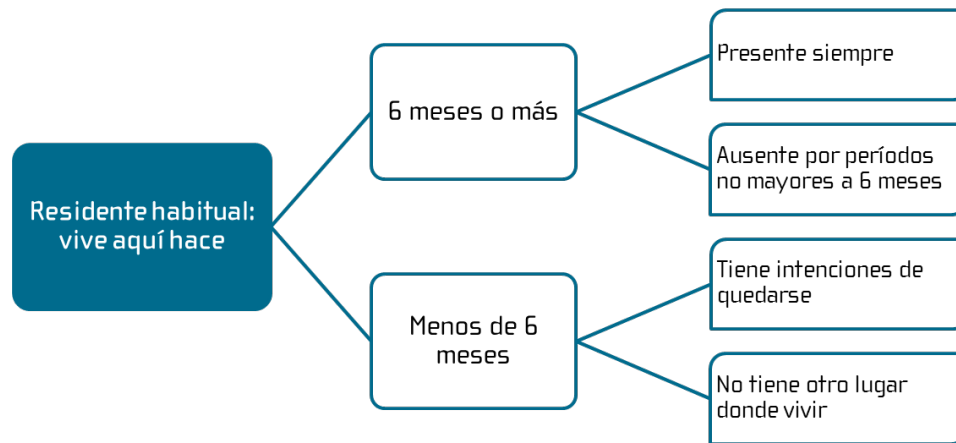 Residente habitual:
vive aquí hace
6 meses o más
Menos de 6
meses
Presente siempre
Ausente por períodos
no mayores a 6 meses
Tiene intenciones de
quedarse
No tiene otro lugar
donde vivir